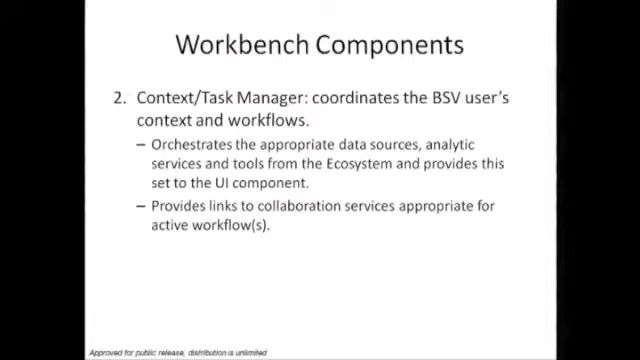 Workbench Components
2. Context/Task Manager: coordinates the BSV user's
context and workflows.
– Orchestrates the appropriate data sources, analytic
services and tools from the Ecosystem and provides this
set to the UI component.
– Provides links to collaboration services appropriate for
active workflow(s).
Approved for public release; distribution is unlimited